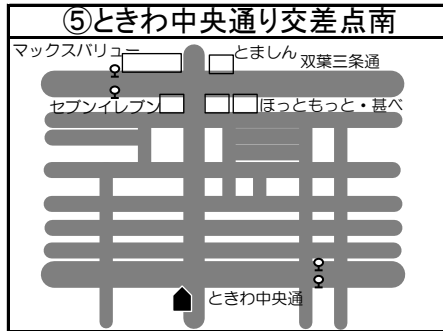 ⑤ときわ中央通り交差点南
マックスバリュー
とましん
双葉三条通
セブンイレブン
ほっともっと・甚べ
ときわ中央通